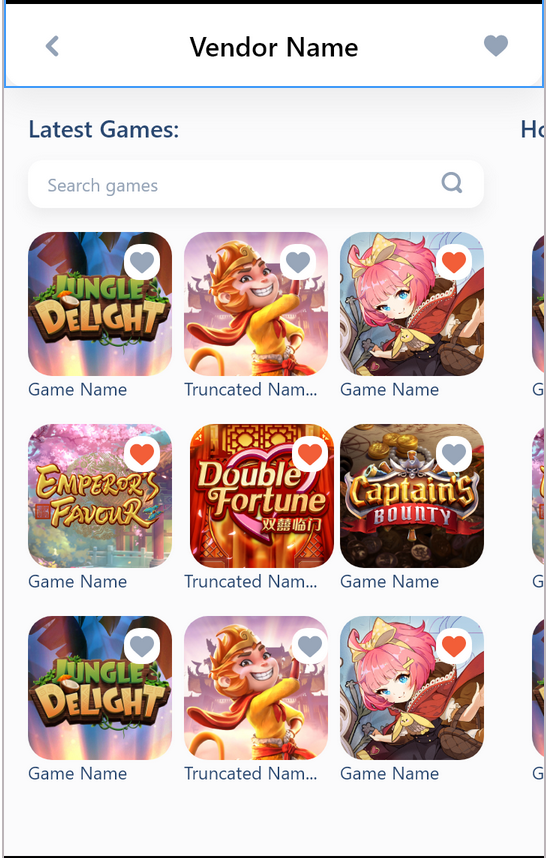 Vendor Name
Latest Games:
Ho
Search games
JUNGLE
DELIGHT
Game Name
Truncated Nam...
Game Name
G
EMPEROR'S
FAVOUR
Double
Fortune
双囍临门
Captain's
BOUNTY
Game Name
Truncated Nam...
Game Name
G
JUNGLE
DELIGHT
Game Name
Truncated Nam...
Game Name
G